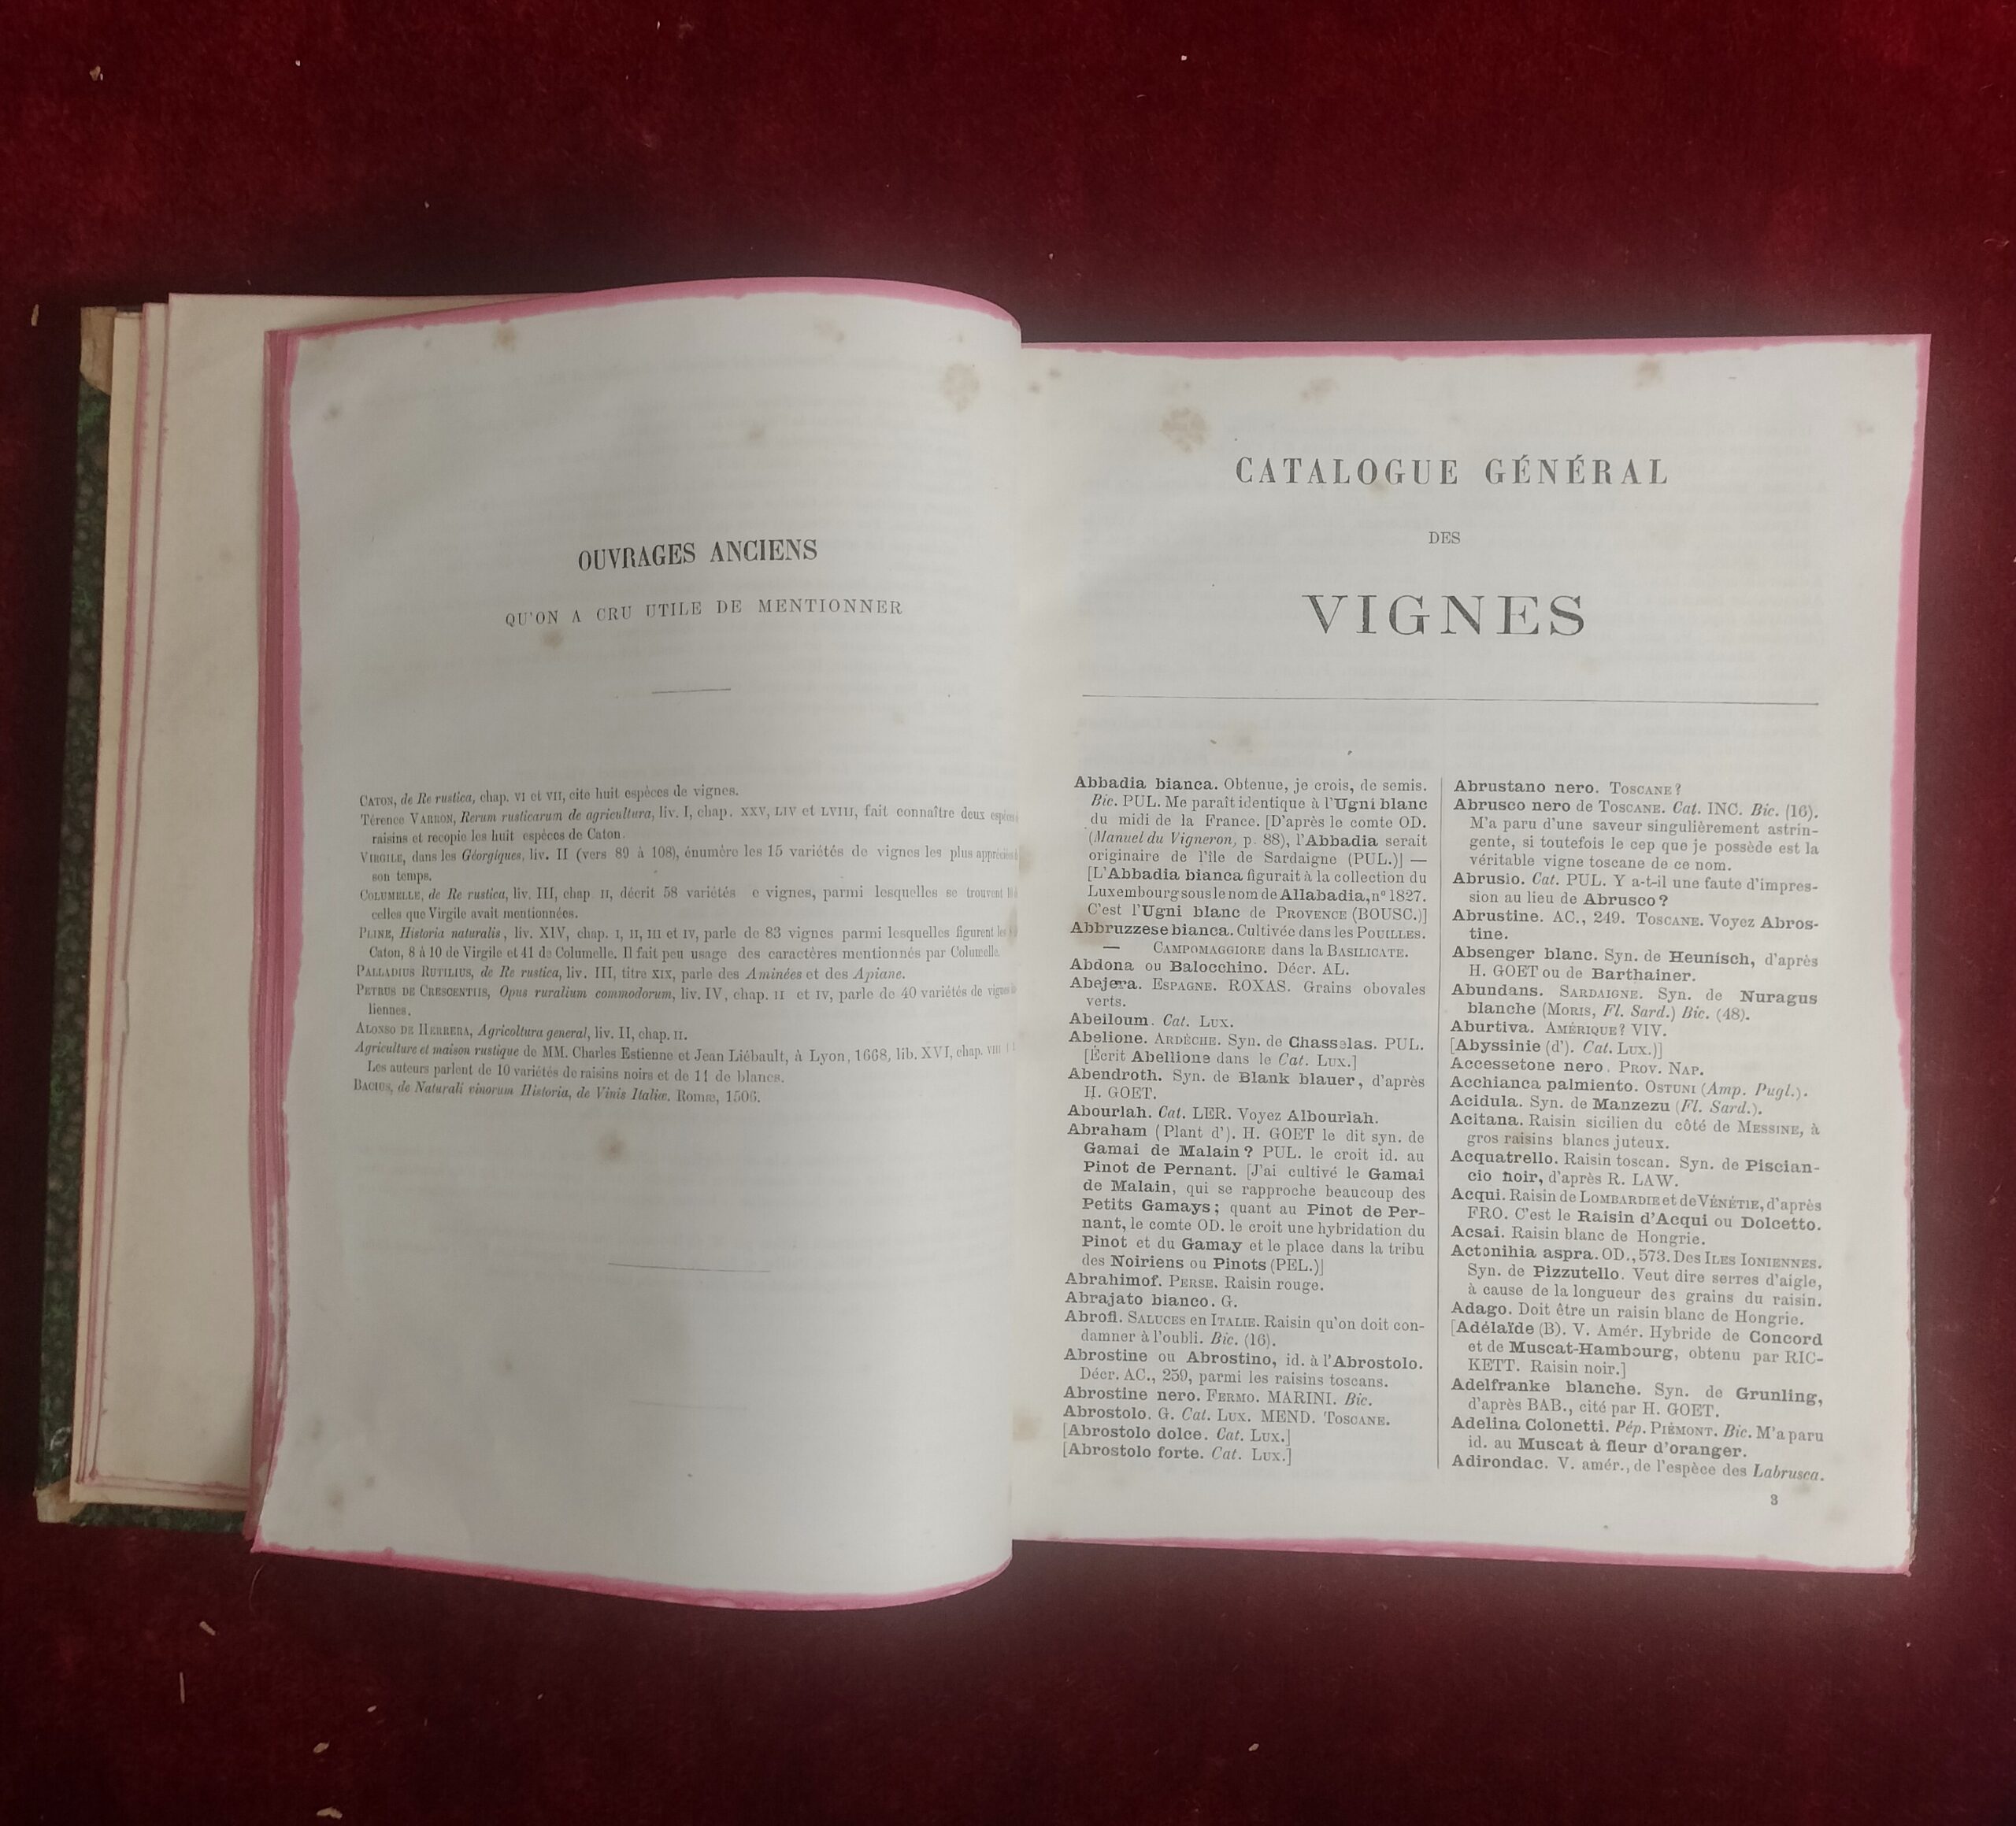 OUVRAGES ANCIENS
QU'ON A CRU UTILE DE MENTIONNER
CATON, de Re rustica, chap. VI et VII, cite huit espèces de vignes.
Térence VARRON, Rerum rusticarum de agricultura, liv. I, chap. XXV, LIV et LVIII, fait connaître deux espèces
raisins et recopie les huit espèces de Caton.
VIRGILE, dans les Géorgiques, liv. II (vers 89 à 108), énumère les 15 variétés de vignes les plus appréciées
son temps.
COLUMELLE, de Re rustica, liv. III, chap. II, décrit 58 variétés e vignes, parmi lesquelles se trouvent
celles que Virgile avait mentionnées.
PLINE, Historia naturalis, liv. XIV, chap. I, II, III et IV, parle de 83 vignes parmi lesquelles figurent les
Caton, 8 à 10 de Virgile et 41 de Columelle. Il fait peu usage des caractères mentionnés par Columelle.
PALLADIUS RUTILIUS, de Re rustica, liv. III, titre XIX, parle des Aminées et des Apiane.
PETRUS DE CRESCENTIIS, Opus ruralium commodorum, liv. IV, chap. II et IV, parle de 40 variétés de vignes
liennes.
ALONSO DE HERRERA, Agricoltura general, liv. II, chap. II.
Agriculture et maison rustique de MM. Charles Estienne et Jean Liébault, à Lyon, 1668, lib. XVI, chap. VIII
Les auteurs parlent de 10 variétés de raisins noirs et de 11 de blancs.
BACIUS, de Naturali vinorum Historia, de Vinis Italiæ. Romæ, 1506.
CATALOGUE GÉNÉRAL
DES
VIGNES
Abbadia bianca. Obtenue, je crois, de semis.
Bic. PUL. Me paraît identique à l'Ugni blanc
du midi de la France. [D'après le comte OD.
(Manuel du Vigneron, p. 88), l'Abbadia serait
originaire de l'île de Sardaigne (PUL.)] —
[L'Abbadia bianca figurait à la collection du
Luxembourg sous le nom de Allabadia, n° 1827.
C'est l'Ugni blanc de PROVENCE (BOUSC.)]
Abbruzzese bianca. Cultivée dans les POUILLES.
— CAMPOMAGGIORE dans la BASILICATE.
Abdona ou Balocchino. Décr. AL.
Abejera. ESPAGNE. ROXAS. Grains obovales
verts.
Abeiloum. Cat. LUX.
Abelione. ARDÈCHE. Syn. de Chasselas. PUL.
[Écrit Abellione dans le Cat. LUX.]
Abendroth. Syn. de Blank blauer, d'après
H. GOET.
Abourlah. Cat. LER. Voyez Albourlah.
Abraham (Plant d'). H. GOET le dit syn. de
Gamai de Malain? PUL. le croit id. au
Pinot de Pernant. [J'ai cultivé le Gamai
de Malain, qui se rapproche beaucoup des
Petits Gamays; quant au Pinot de Per-
nant, le comte OD. le croit une hybridation du
Pinot et du Gamay et le place dans la tribu
des Noiriens ou Pinots (PEL.)]
Abrahimof. PERSE. Raisin rouge.
Abrajato bianco. G.
Abrofi. SALUCES en ITALIE. Raisin qu'on doit con-
damner à l'oubli. Bic. (16).
Abrostine ou Abrostino, id. à l'Abrostolo.
Décr. AC., 259, parmi les raisins toscans.
Abrostine nero. FERMO. MARINI. Bic.
Abrostolo. G. Cat. LUX. MEND. TOSCANE.
[Abrostolo dolce. Cat. LUX.]
[Abrostolo forte. Cat. LUX.]
Abrustano nero. TOSCANE?
Abrusco nero de TOSCANE. Cat. INC. Bic. (16).
M'a paru d'une saveur singulièrement astrin-
gente, si toutefois le cep que je possède est la
véritable vigne toscane de ce nom.
Abrusio. Cat. PUL. Y a-t-il une faute d'impres-
sion au lieu de Abrusco?
Abrustine. AC., 249. TOSCANE. Voyez Abros-
tine.
Absenger blanc. Syn. de Heunisch, d'après
H. GOET ou de Barthainer.
Abundans. SARDAIGNE. Syn. de Nuragus
blanche (MORIS, Fl. Sard.) Bic. (48).
Aburtiva. AMÉRIQUE? VIV.
[Abyssinie (d'). Cat. LUX.)]
Accessetone nero. PROV. NAP.
Acchianca palmiento. OSTUNI (Amp. Pugl.).
Acidula. Syn. de Manzezu (Fl. Sard.).
Acitana. Raisin sicilien du côté de MESSINE, à
gros raisins blancs juteux.
Acquatrello. Raisin toscan. Syn. de Piscian-
cio noir, d'après R. LAW.
Acqui. Raisin de LOMBARDIE et de VÉNÉTIE, d'après
FRO. C'est le Raisin d'Acqui ou Dolcetto.
Acsai. Raisin blanc de Hongrie.
Actonihia aspra. OD., 573. Des ILES IONIENNES.
Syn. de Pizzutello. Veut dire serres d'aigle,
à cause de la longueur des grains du raisin.
Adago. Doit être un raisin blanc de Hongrie.
[Adélaïde (B). V. Amér. Hybride de Concord
et de Muscat-Hambourg, obtenu par RIC-
KETT. Raisin noir.]
Adelfranke blanche. Syn. de Grunling,
d'après BAB., cité par H. GOET.
Adelina Colonetti. Pép. PIÉMONT. Bic. M'a paru
id. au Muscat à fleur d'oranger.
Adirondac. V. amér., de l'espèce des Labrusca.
3